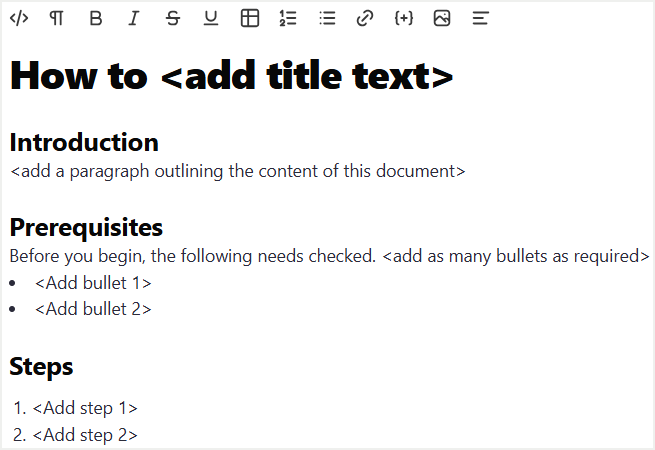 How to <add title text>
Introduction
<add a paragraph outlining the content of this document>
Prerequisites
Before you begin, the following needs checked. <add as many bullets as required>
• <Add bullet 1>
• <Add bullet 2>
Steps
1. <Add step 1>
2. <Add step 2>